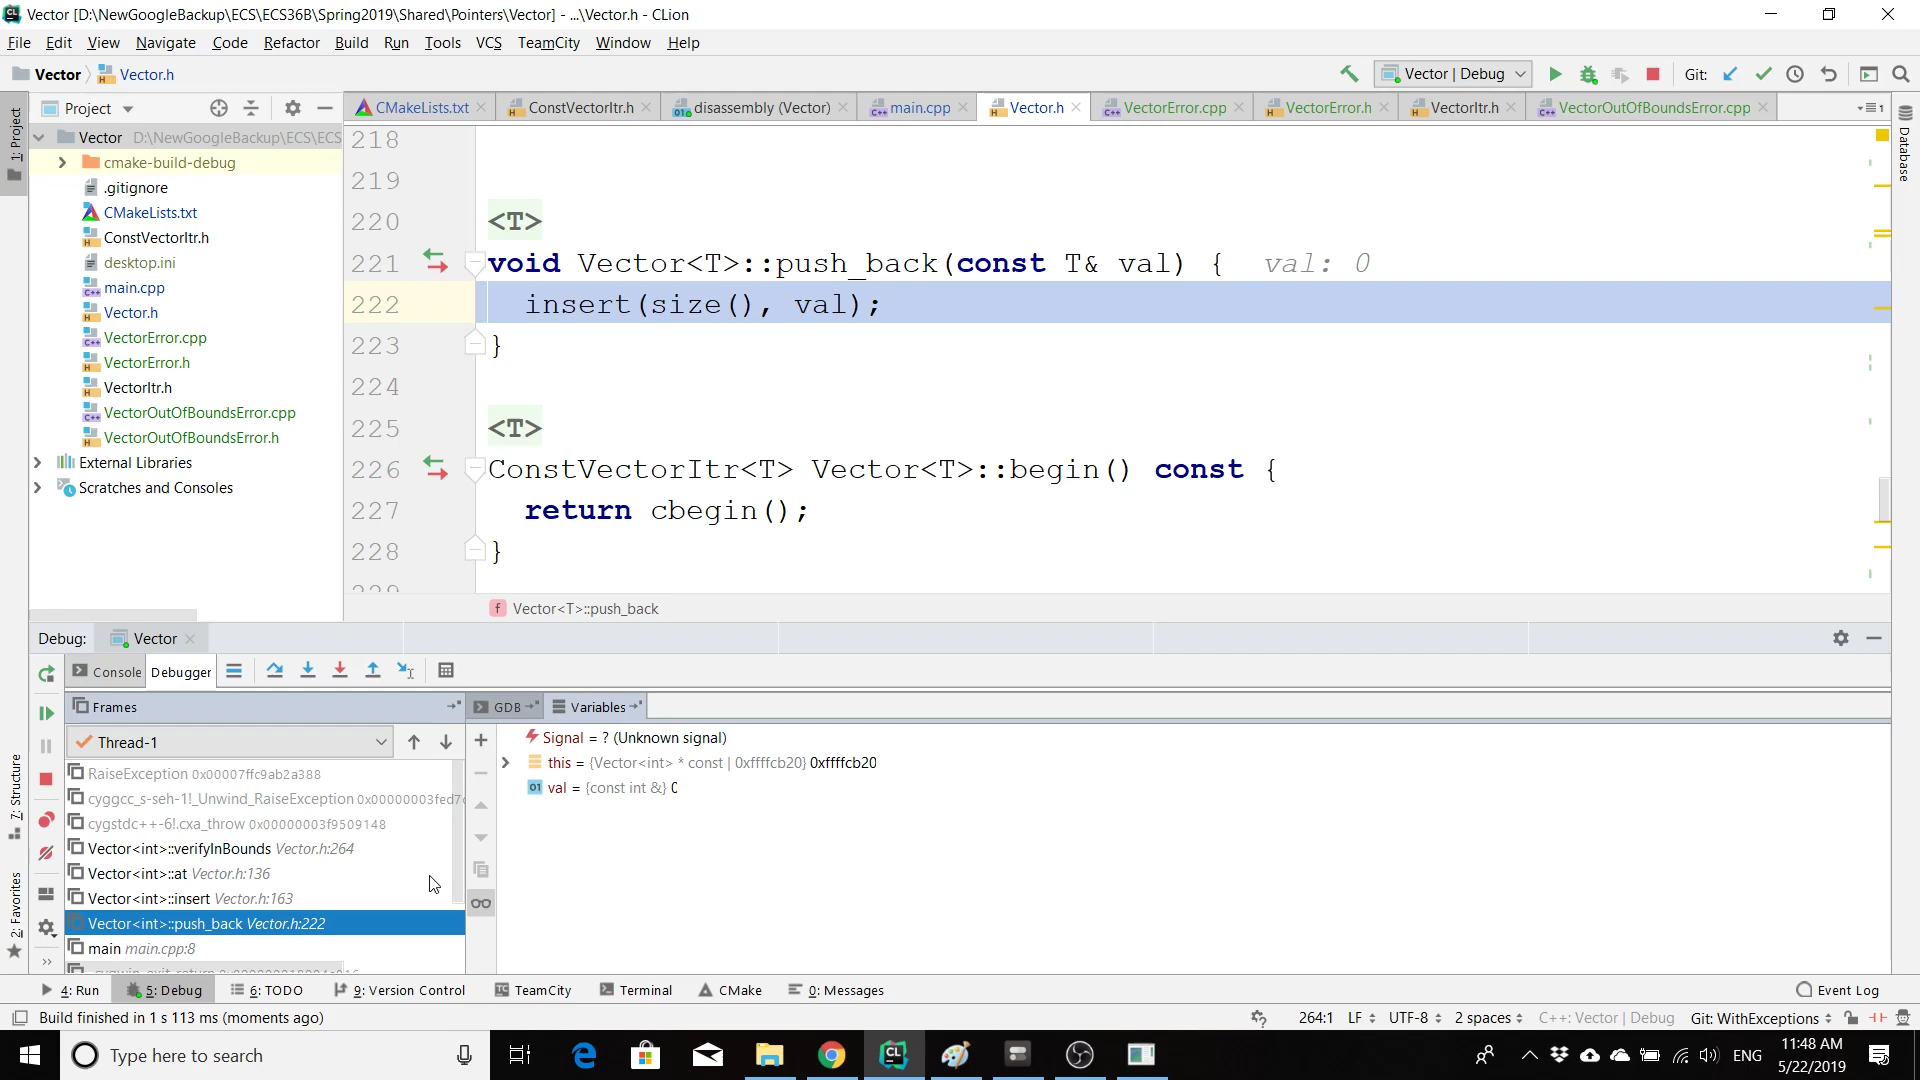 Vector [D:\NewGoogleBackup\ECS\ECS36B\Spring2019\Shared\Pointers\Vector] - ...\Vector.h - CLion
File Edit View Navigate Code Refactor Build Run Tools VCS TeamCity Window Help
Vector Vector.h
Vector | Debug
Git:
1: Project
Project
CMakeLists.txt ConstVectorItr.h disassembly (Vector) main.cpp Vector.h VectorError.cpp VectorError.h VectorItr.h VectorOutOfBoundsError.cpp
Database
Vector D:\NewGoogleBackup\ECS\ECS
cmake-build-debug
.gitignore
CMakeLists.txt
ConstVectorItr.h
desktop.ini
main.cpp
Vector.h
VectorError.cpp
VectorError.h
VectorItr.h
VectorOutOfBoundsError.cpp
VectorOutOfBoundsError.h
External Libraries
Scratches and Consoles
218
219
220 <T>
221 void Vector<T>::push_back(const T& val) { val: 0
222 insert(size(), val);
223 }
224
225 <T>
226 ConstVectorItr<T> Vector<T>::begin() const {
227 return cbegin();
228 }
229
f Vector<T>::push_back
Debug: Vector
Console Debugger
Frames
GDB Variables
Thread-1
RaiseException 0x00007ffc9ab2a388
cyggcc_s-seh-1!_Unwind_RaiseException 0x00000003fed7
cygstdc++-6!.cxa_throw 0x00000003f9509148
Vector<int>::verifyInBounds Vector.h:264
Vector<int>::at Vector.h:136
Vector<int>::insert Vector.h:163
Vector<int>::push_back Vector.h:222
main main.cpp:8
Signal = ? (Unknown signal)
this = {Vector<int> * const | 0xffffcb20} 0xffffcb20
val = {const int &} 0
7: Structure
2: Favorites
4: Run 5: Debug 6: TODO 9: Version Control TeamCity Terminal CMake 0: Messages Event Log
Build finished in 1 s 113 ms (moments ago)
264:1 LF UTF-8 2 spaces C++: Vector | Debug Git: WithExceptions
Type here to search
ENG
11:48 AM
5/22/2019